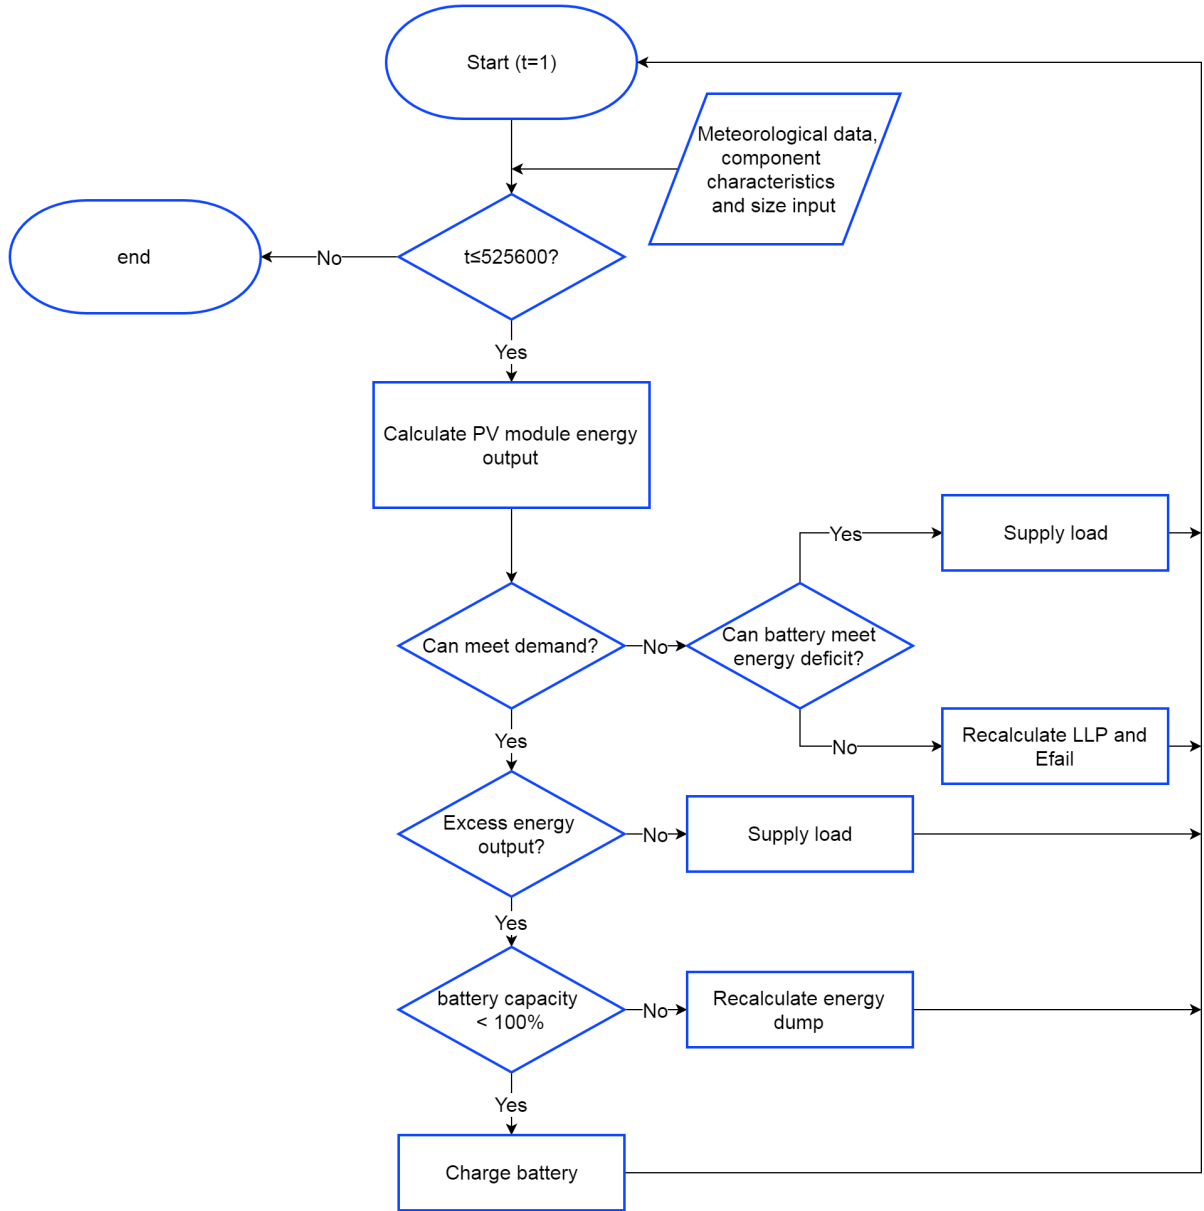 Start (t=1)
Meteorological data,
component
characteristics
and size input
end
No
t≤525600?
Yes
Calculate PV module energy
output
Yes
Supply load
Can meet demand?
No
Can battery meet
energy deficit?
Yes
No
Recalculate LLP and
Efail
Excess energy
output?
No
Supply load
Yes
battery capacity
< 100%
No
Recalculate energy
dump
Yes
Charge battery